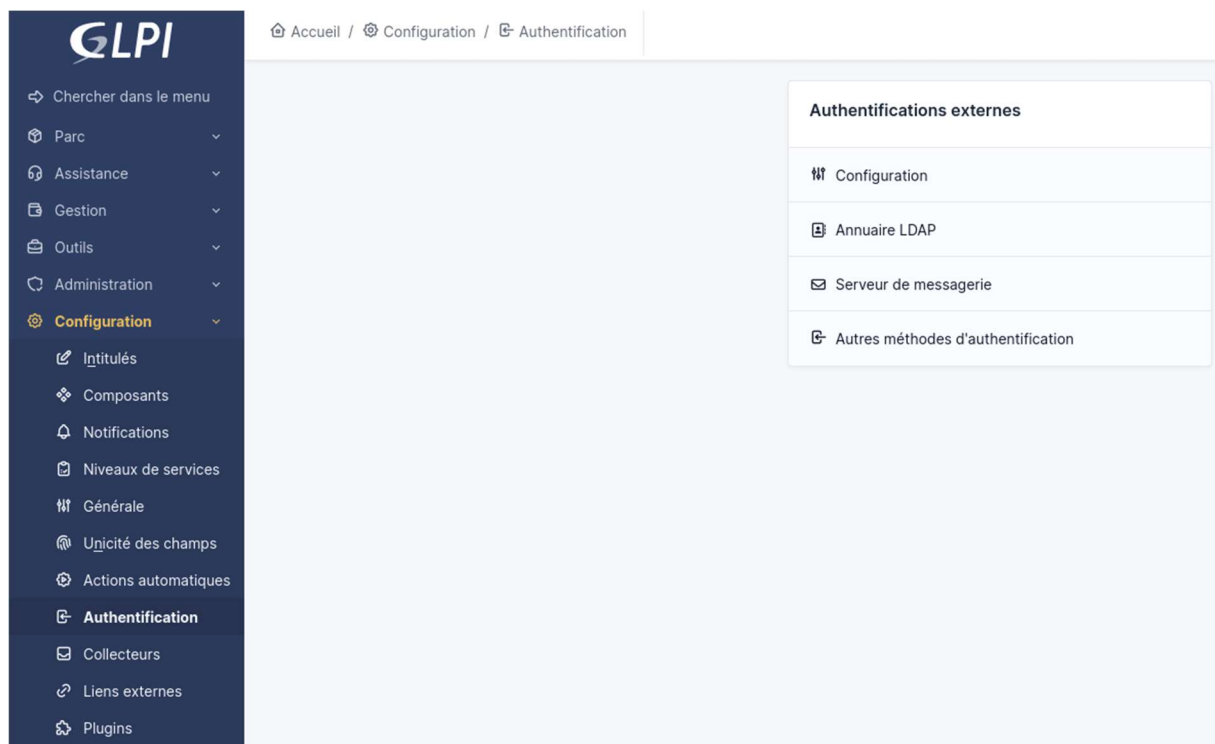 GLPI
Accueil / Configuration / Authentification
Chercher dans le menu
Parc
Assistance
Gestion
Outils
Administration
Configuration
Intitulés
Composants
Notifications
Niveaux de services
Générale
Unicité des champs
Actions automatiques
Authentification
Collecteurs
Liens externes
Plugins
Authentifications externes
Configuration
Annuaire LDAP
Serveur de messagerie
Autres méthodes d'authentification